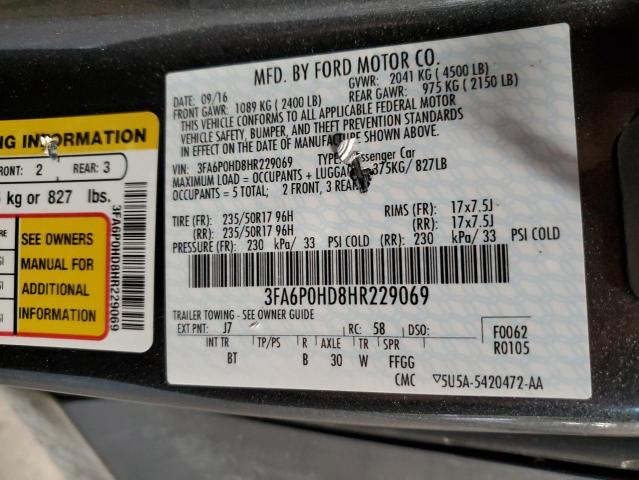 NG INFORMATION
FRONT: 2 REAR: 3
kg or 827 lbs.
SEE OWNERS
MANUAL FOR
ADDITIONAL
INFORMATION
3FA6P0HD8HR229069
MFD. BY FORD MOTOR CO.
DATE: 09/16 GVWR: 2041 KG ( 4500 LB)
FRONT GAWR: 1089 KG ( 2400 LB) REAR GAWR: 975 KG ( 2150 LB)
THIS VEHICLE CONFORMS TO ALL APPLICABLE FEDERAL MOTOR
VEHICLE SAFETY, BUMPER, AND THEFT PREVENTION STANDARDS
IN EFFECT ON THE DATE OF MANUFACTURE SHOWN ABOVE.
VIN: 3FA6P0HD8HR229069 TYPE: Passenger Car
MAXIMUM LOAD = OCCUPANTS + LUGGAGE 375KG/ 827LB
OCCUPANTS = 5 TOTAL; 2 FRONT, 3 REAR
TIRE (FR): 235/50R17 96H RIMS (FR): 17x7.5J
(RR): 235/50R17 96H (RR): 17x7.5J
PRESSURE (FR): 230 kPa/ 33 PSI COLD (RR): 230 kPa/ 33 PSI COLD
3FA6P0HD8HR229069
TRAILER TOWING - SEE OWNER GUIDE
EXT PNT: J7 RC: 58 DSO: F0062
R0105
INT TR TP/PS R AXLE TR SPR
BT B 30 W FFGG
CMC ▽5U5A-5420472-AA